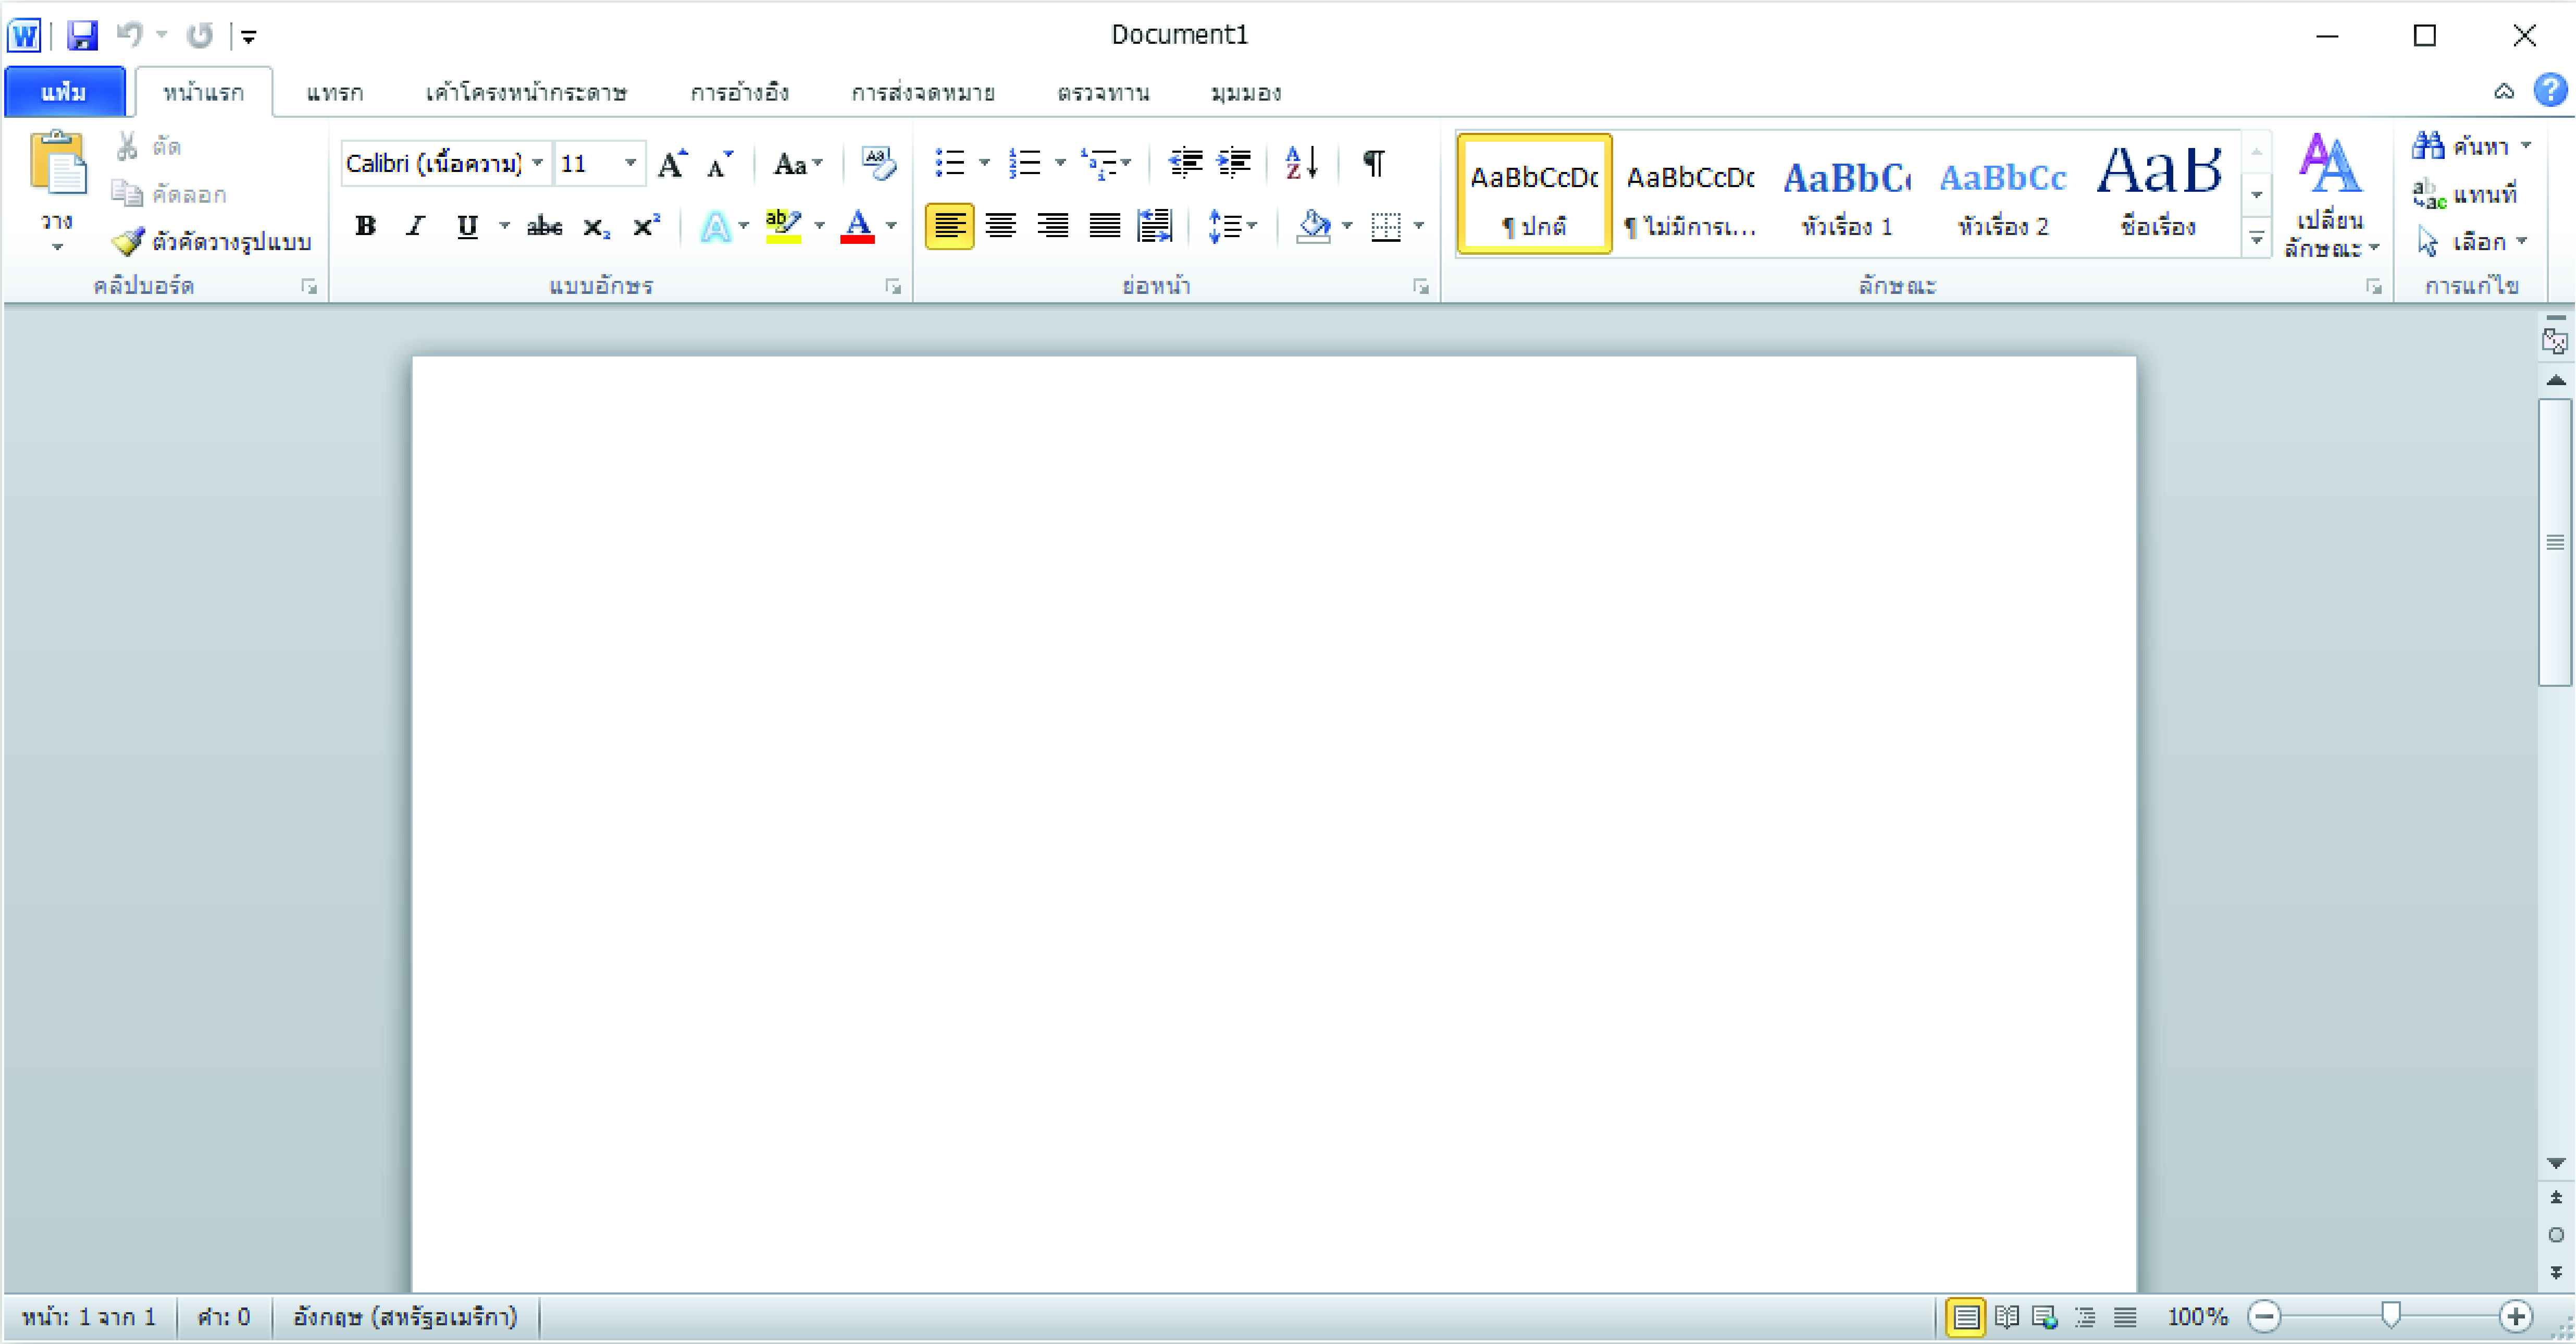 Document1
แฟ้ม หน้าแรก แทรก เค้าโครงหน้ากระดาษ การอ้างอิง การส่งจดหมาย ตรวจทาน มุมมอง
วาง
ตัด
คัดลอก
ตัวคัดวางรูปแบบ
คลิปบอร์ด
Calibri (เนื้อความ) 11
แบบอักษร
ย่อหน้า
AaBbCcDc AaBbCcDc AaBbC AaBbCc AaB
¶ ปกติ ¶ ไม่มีการเ... หัวเรื่อง 1 หัวเรื่อง 2 ชื่อเรื่อง
เปลี่ยน
ลักษณะ
ลักษณะ
ค้นหา
แทนที่
เลือก
การแก้ไข
หน้า: 1 จาก 1 คำ: 0 อังกฤษ (สหรัฐอเมริกา) 100%